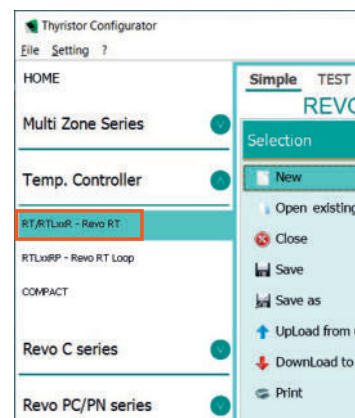 Thyristor Configurator
File Setting ?
HOME
Multi Zone Series
Temp. Controller
RT/RTLxxR - Revo RT
RTLxxRP - Revo RT Loop
COMPACT
Revo C series
Revo PC/PN series
Simple TEST
REVO
Selection
New
Open existing
Close
Save
Save as
UpLoad from
DownLoad to
Print